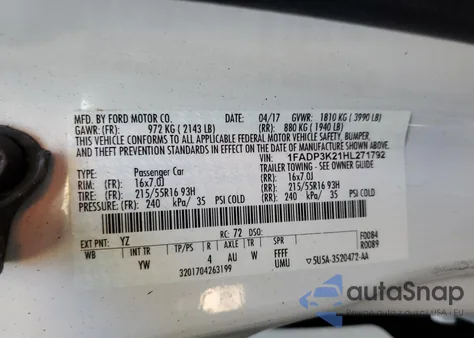 MFD. BY FORD MOTOR CO.
DATE: 04/17 GVWR: 1810 KG ( 3990 LB)
GAWR: (FR): 972 KG ( 2143 LB) (RR): 880 KG ( 1940 LB)
THIS VEHICLE CONFORMS TO ALL APPLICABLE FEDERAL MOTOR VEHICLE SAFETY, BUMPER,
AND THEFT PREVENTION STANDARDS IN EFFECT ON THE DATE OF MANUFACTURE SHOWN ABOVE.
VIN: 1FADP3K21HL271792
TYPE: Passenger Car TRAILER TOWING - SEE OWNER GUIDE
RIM: (FR): 16x7.0J (RR): 16x7.0J
TIRE: (FR): 215/55R16 93H (RR): 215/55R16 93H
PRESSURE: (FR): 240 kPa/ 35 PSI COLD (RR): 240 kPa/ 35 PSI COLD
EXT PNT: YZ RC: 72 DSO: F0084
WB INT TR TP/PS R AXLE TR SPR R0089
YW 4 AU W FFFF
3201704263199 UMU ▽5U5A-3520472-AA
autoSnap